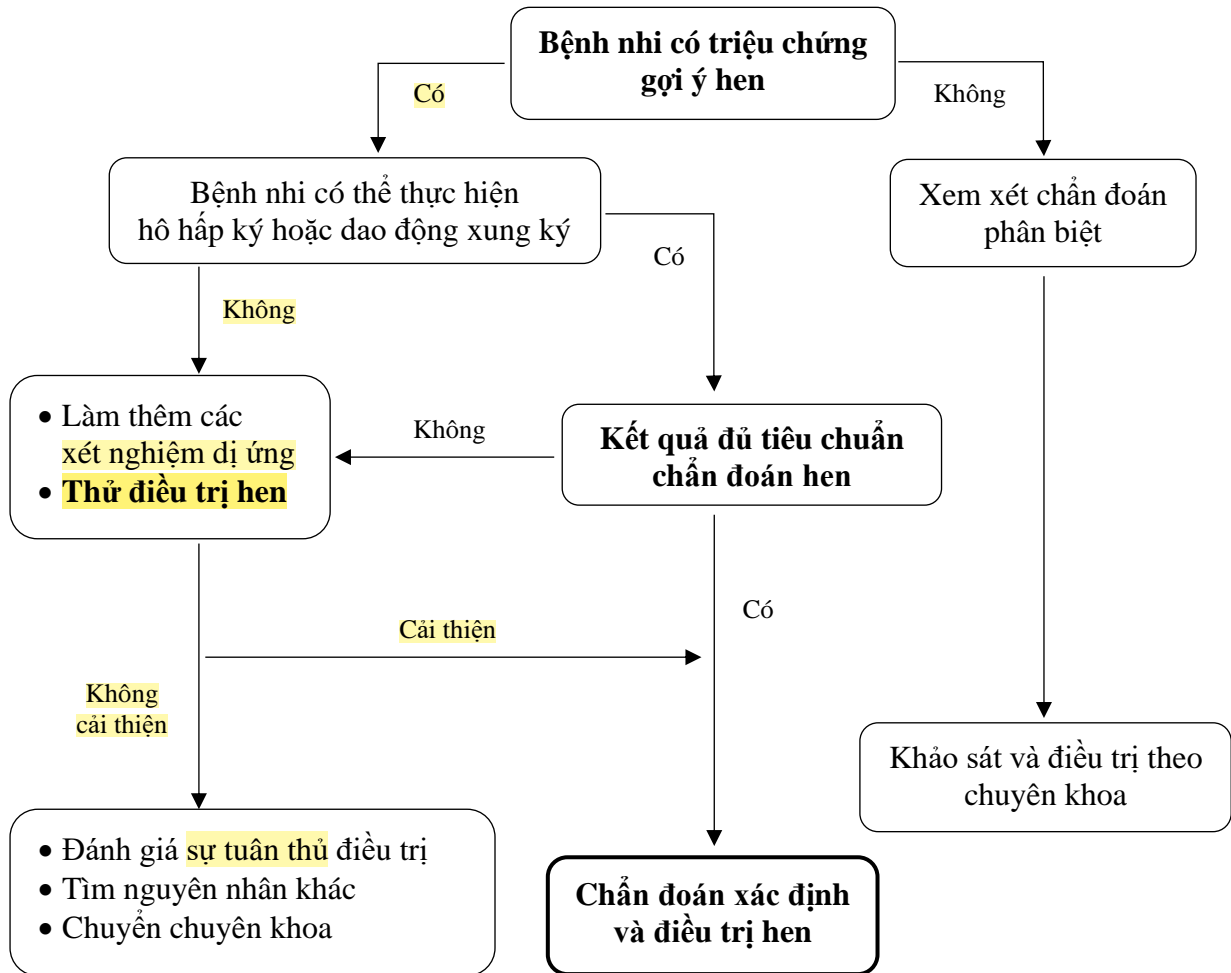 Bệnh nhi có triệu chứng
gợi ý hen
Có
Không
Bệnh nhi có thể thực hiện
hô hấp ký hoặc dao động xung ký
Xem xét chẩn đoán
phân biệt
Có
Không
• Làm thêm các
xét nghiệm dị ứng
• Thử điều trị hen
Không
Kết quả đủ tiêu chuẩn
chẩn đoán hen
Có
Cải thiện
Không
cải thiện
Khảo sát và điều trị theo
chuyên khoa
• Đánh giá sự tuân thủ điều trị
• Tìm nguyên nhân khác
• Chuyển chuyên khoa
Chẩn đoán xác định
và điều trị hen